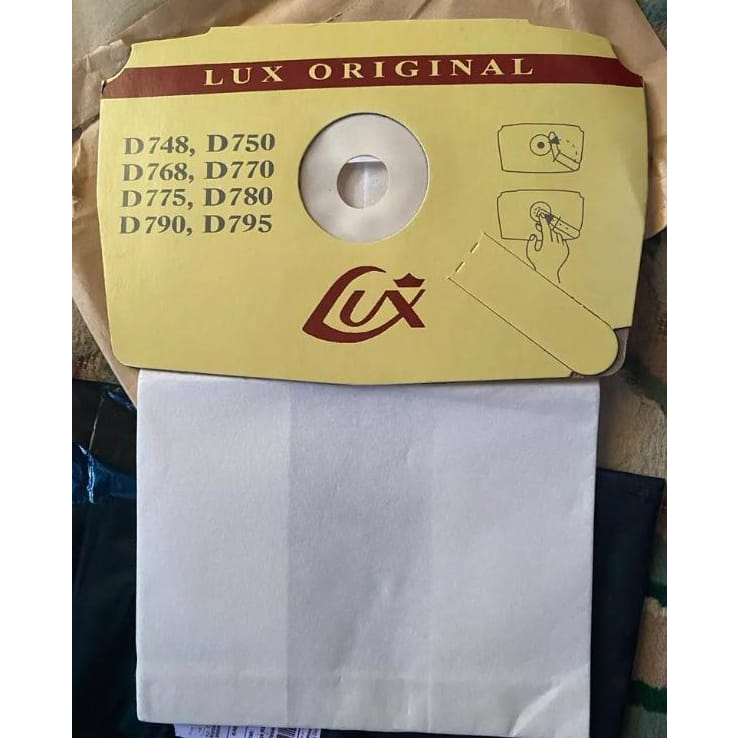 LUX ORIGINAL
D748, D750
D768, D770
D775, D780
D790, D795
LUX